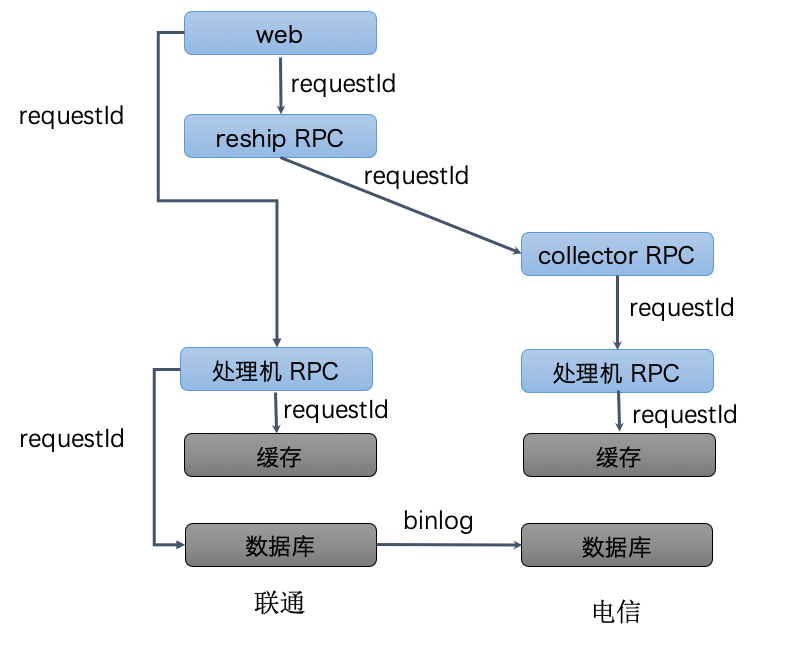 web
requestId
requestId
reship RPC
requestId
collector RPC
requestId
处理机 RPC
处理机 RPC
requestId
requestId
requestId
缓存
缓存
binlog
数据库
数据库
联通
电信